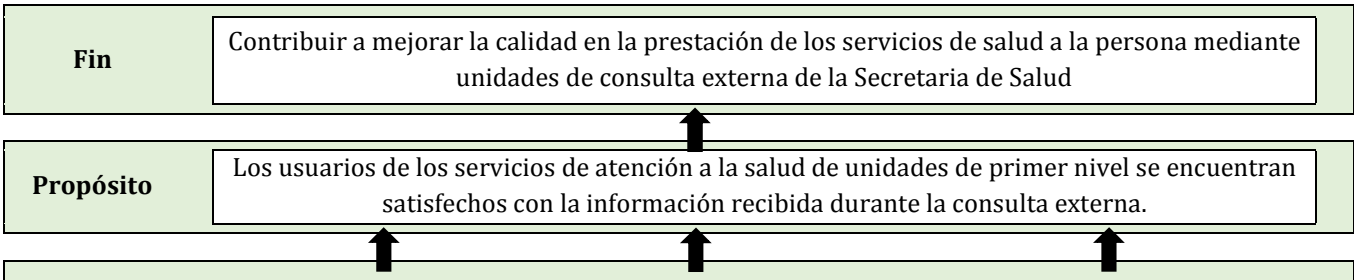 Fin
Contribuir a mejorar la calidad en la prestación de los servicios de salud a la persona mediante
unidades de consulta externa de la Secretaria de Salud
Propósito
Los usuarios de los servicios de atención a la salud de unidades de primer nivel se encuentran
satisfechos con la información recibida durante la consulta externa.